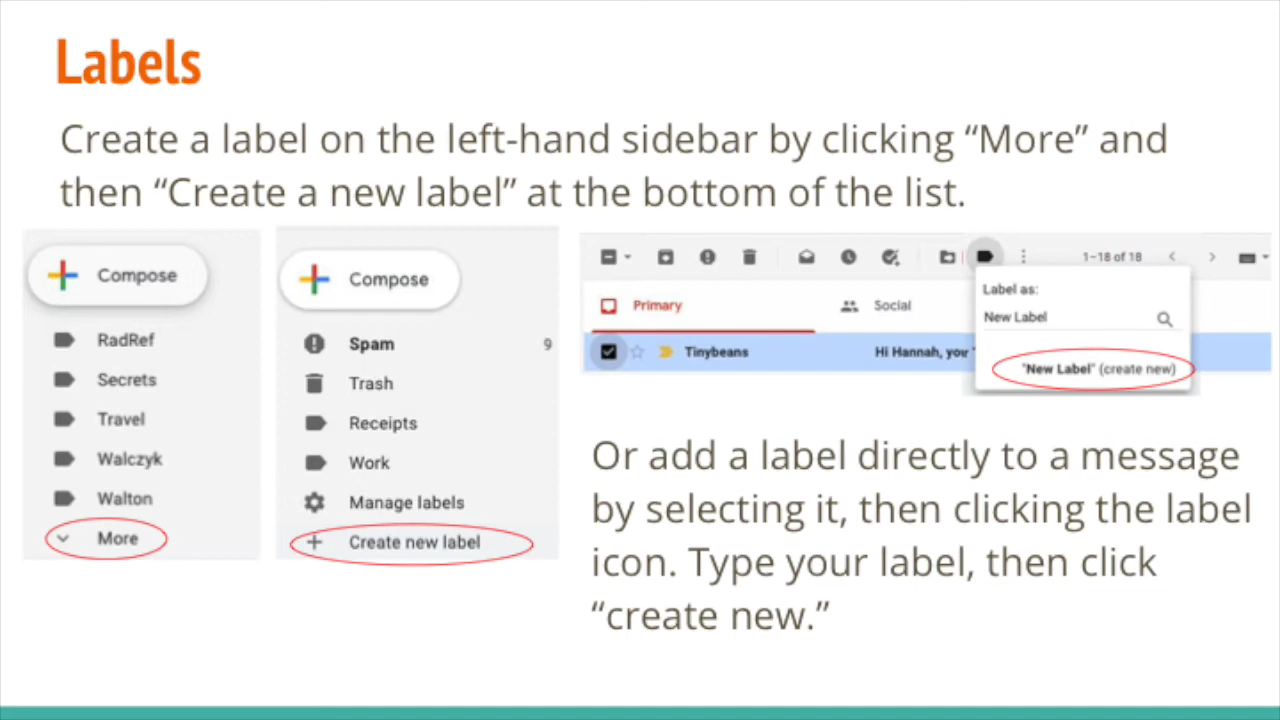 Labels
Create a label on the left-hand sidebar by clicking “More” and
then “Create a new label” at the bottom of the list.
Compose
RadRef
Secrets
Travel
Walczyk
Walton
More
Compose
Spam 9
Trash
Receipts
Work
Manage labels
Create new label
1–18 of 18
Primary Social
Tinybeans Hi Hannah, you
Label as:
New Label
"New Label" (create new)
Or add a label directly to a message
by selecting it, then clicking the label
icon. Type your label, then click
“create new.”